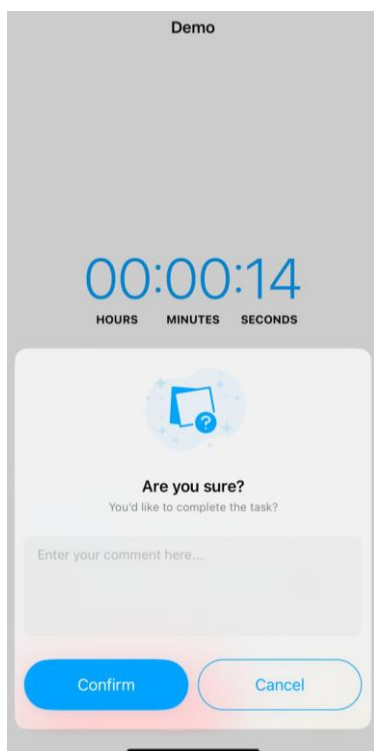 Demo
00:00:14
HOURS MINUTES SECONDS
?
Are you sure?
You'd like to complete the task?
Enter your comment here...
Confirm Cancel